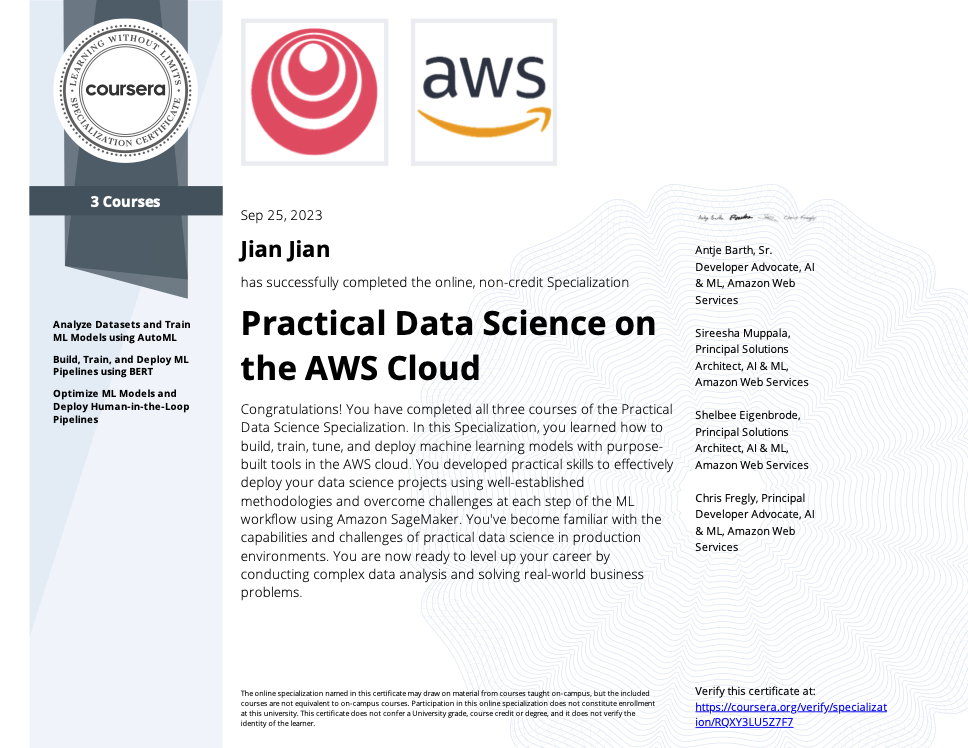 LEARNING WITHOUT LIMITS
coursera
SPECIALIZATION CERTIFICATE
3 Courses
Analyze Datasets and Train
ML Models using AutoML
Build, Train, and Deploy ML
Pipelines using BERT
Optimize ML Models and
Deploy Human-in-the-Loop
Pipelines
aws
Sep 25, 2023
Jian Jian
has successfully completed the online, non-credit Specialization
Practical Data Science on
the AWS Cloud
Congratulations! You have completed all three courses of the Practical
Data Science Specialization. In this Specialization, you learned how to
build, train, tune, and deploy machine learning models with purpose-
built tools in the AWS cloud. You developed practical skills to effectively
deploy your data science projects using well-established
methodologies and overcome challenges at each step of the ML
workflow using Amazon SageMaker. You've become familiar with the
capabilities and challenges of practical data science in production
environments. You are now ready to level up your career by
conducting complex data analysis and solving real-world business
problems.
The online specialization named in this certificate may draw on material from courses taught on-campus, but the included
courses are not equivalent to on-campus courses. Participation in this online specialization does not constitute enrollment
at this university. This certificate does not confer a University grade, course credit or degree, and it does not verify the
identity of the learner.
Antje Barth, Sr.
Developer Advocate, AI
& ML, Amazon Web
Services
Sireesha Muppala,
Principal Solutions
Architect, AI & ML,
Amazon Web Services
Shelbee Eigenbrode,
Principal Solutions
Architect, AI & ML,
Amazon Web Services
Chris Fregly, Principal
Developer Advocate, AI
& ML, Amazon Web
Services
Verify this certificate at:
https://coursera.org/verify/specializat
ion/RQXY3LU5Z7F7